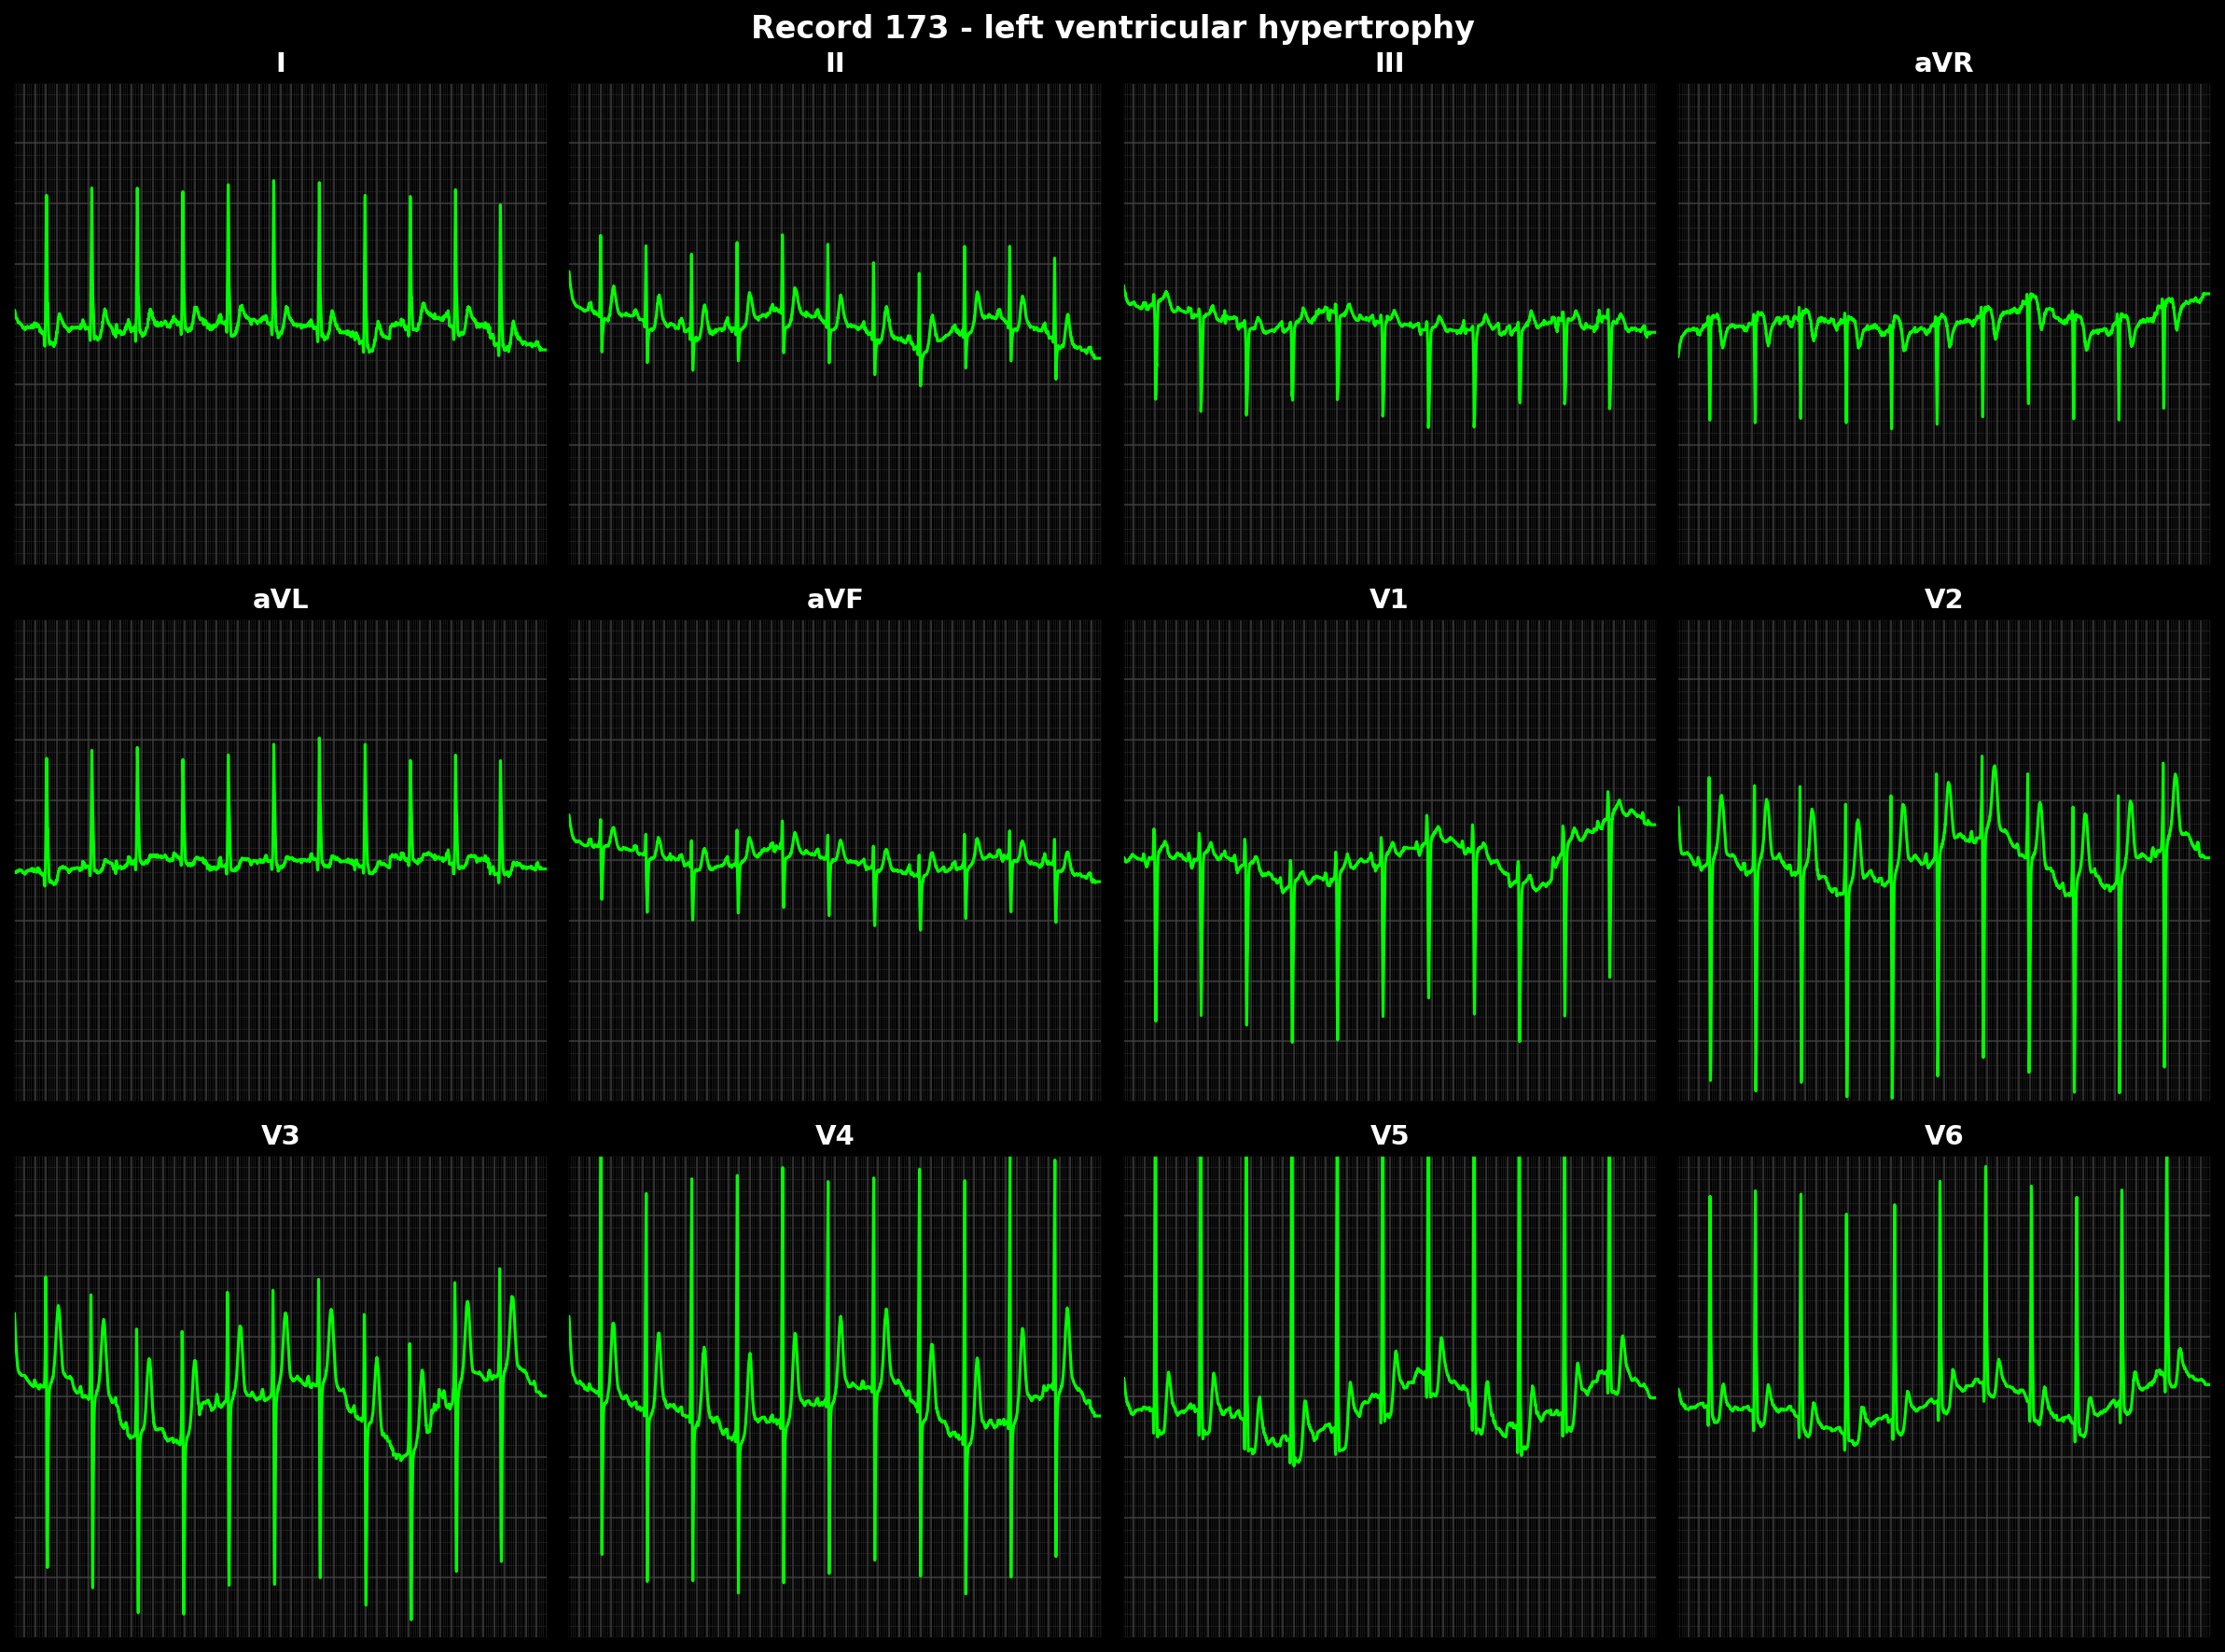 Record 173 - left ventricular hypertrophy
I II III aVR
aVL aVF V1 V2
V3 V4 V5 V6